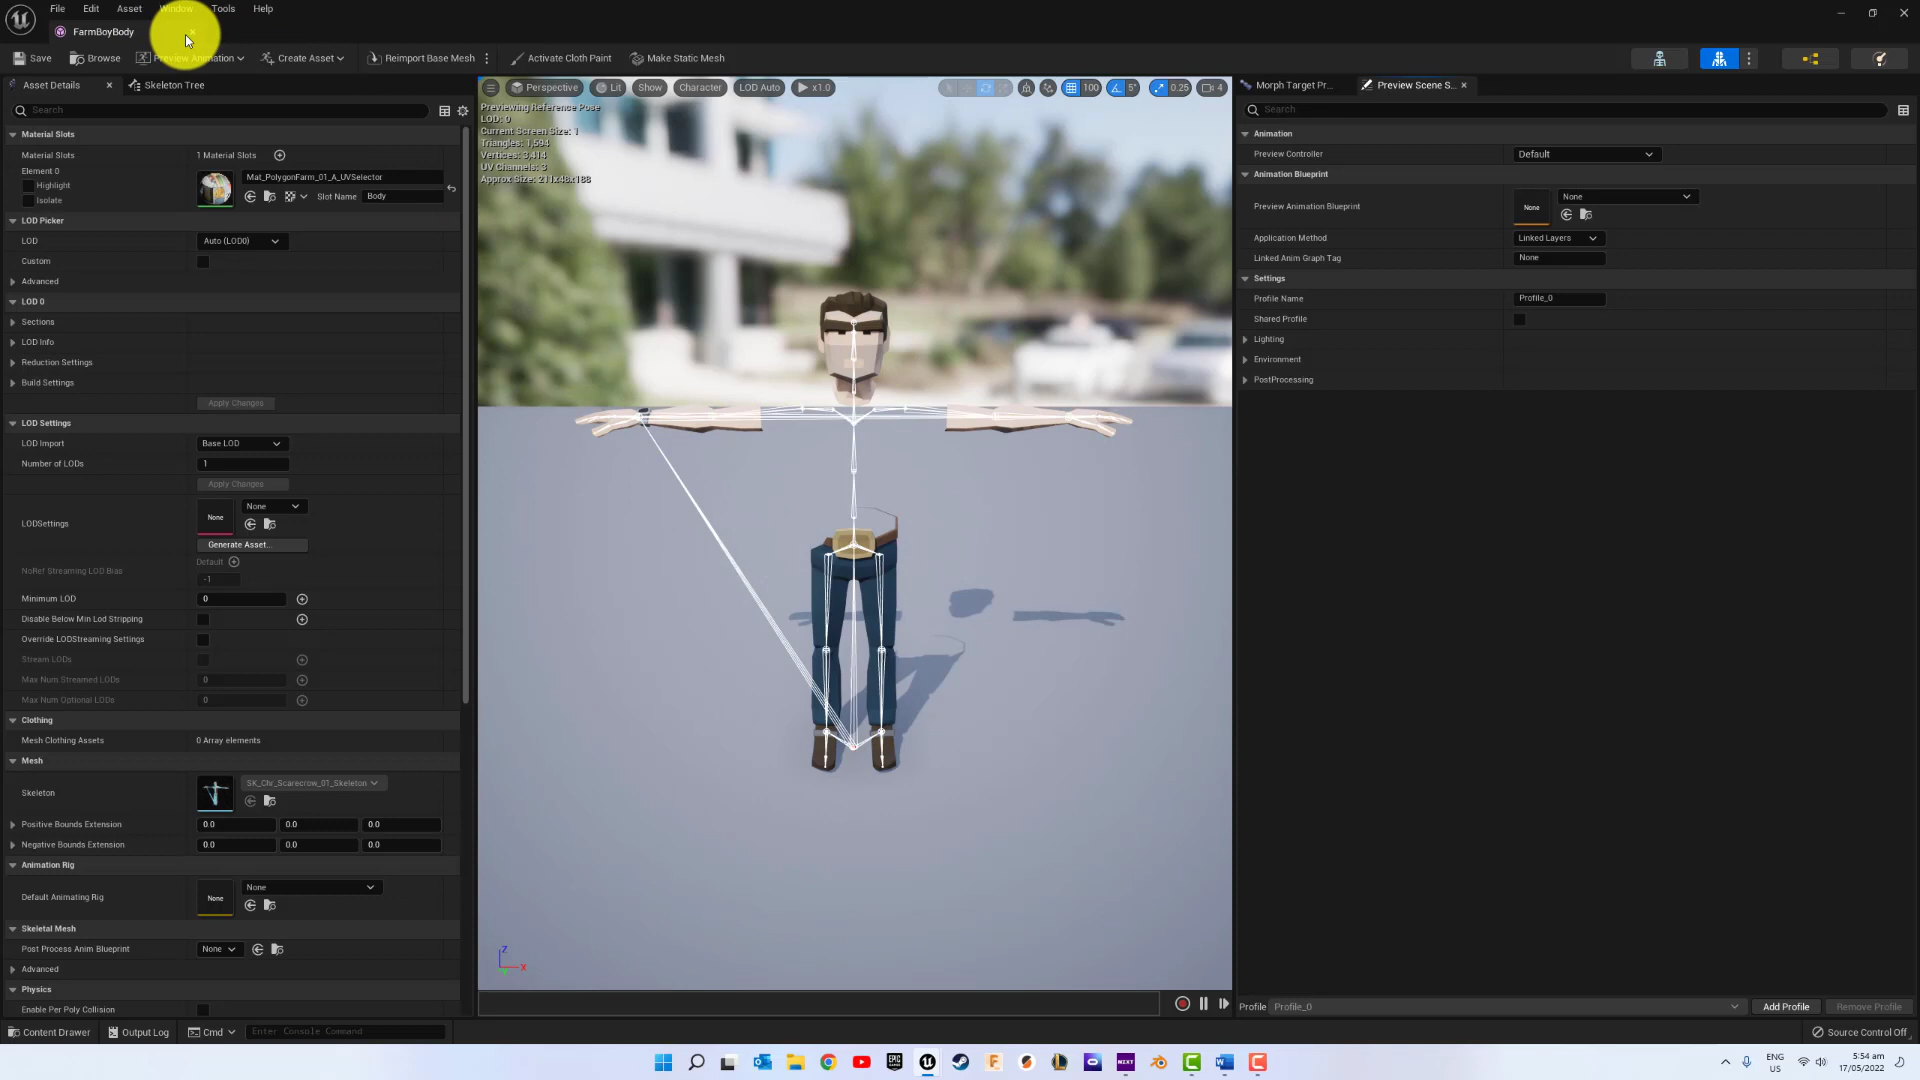 File Edit Asset Window Tools Help
FarmBoyBody
Save Browse Preview Animation Create Asset Reimport Base Mesh Activate Cloth Paint Make Static Mesh
Asset Details Skeleton Tree
Search
Material Slots
Material Slots 1 Material Slots
Element 0
Highlight
Isolate
Mat_PolygonFarm_01_A_UVSelector
Slot Name Body
LOD Picker
LOD Auto (LOD0)
Custom
Advanced
LOD 0
Sections
LOD Info
Reduction Settings
Build Settings
Apply Changes
LOD Settings
LOD Import Base LOD
Number of LODs 1
Apply Changes
LODSettings None None
Generate Asset...
NoRef Streaming LOD Bias Default
-1
Minimum LOD 0
Disable Below Min Lod Stripping
Override LODStreaming Settings
Stream LODs
Max Num Streamed LODs 0
Max Num Optional LODs 0
Clothing
Mesh Clothing Assets 0 Array elements
Mesh
Skeleton SK_Chr_Scarecrow_01_Skeleton
Positive Bounds Extension 0.0 0.0 0.0
Negative Bounds Extension 0.0 0.0 0.0
Animation Rig
Default Animating Rig None None
Skeletal Mesh
Post Process Anim Blueprint None
Advanced
Physics
Enable Per Poly Collision
Perspective Lit Show Character LOD Auto x1.0 100 5° 0.25 4
Previewing Reference Pose
LOD: 0
Current Screen Size: 1
Triangles: 1,594
Vertices: 3,414
UV Channels: 3
Approx Size: 211x48x188
Z
X
Morph Target Pr... Preview Scene S...
Search
Animation
Preview Controller Default
Animation Blueprint
Preview Animation Blueprint None None
Application Method Linked Layers
Linked Anim Graph Tag None
Settings
Profile Name Profile_0
Shared Profile
Lighting
Environment
PostProcessing
Profile Profile_0 Add Profile Remove Profile
Content Drawer Output Log Cmd Enter Console Command Source Control Off
ENG
US
5:54 am
17/05/2022